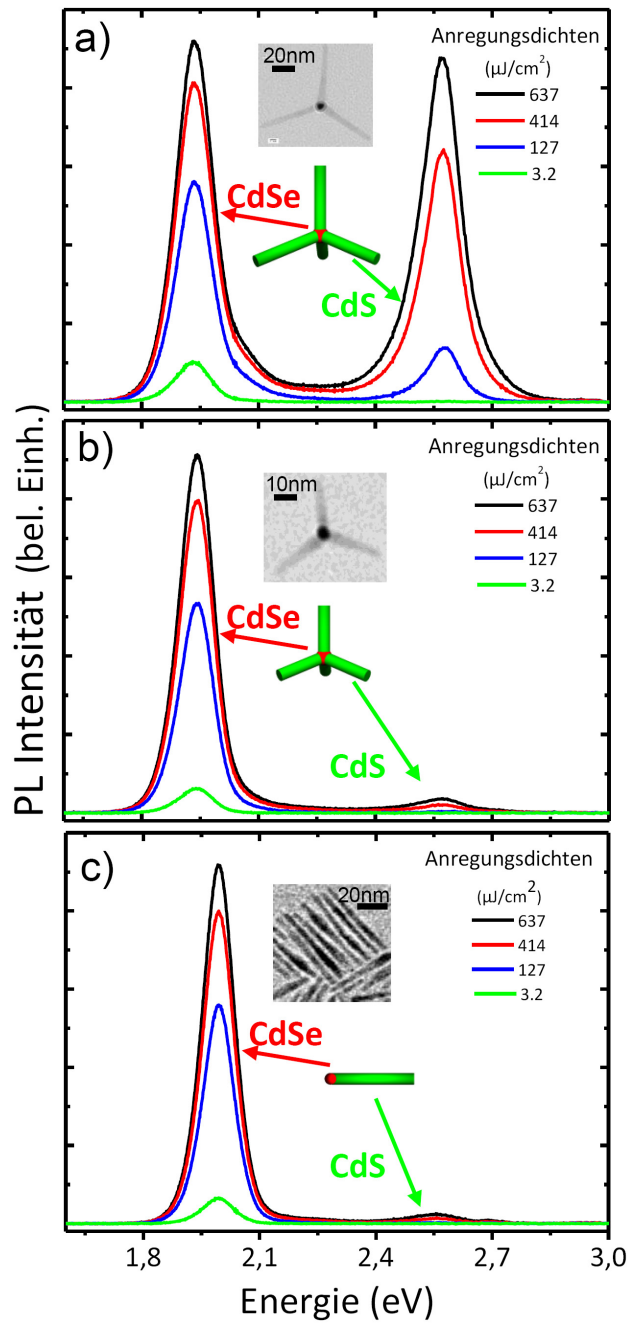 a)
20nm
Anregungsdichten
(µJ/cm²)
637
414
127
3.2
CdSe
CdS
b)
10nm
Anregungsdichten
(µJ/cm²)
637
414
127
3.2
CdSe
CdS
PL Intensität (bel. Einh.)
c)
20nm
Anregungsdichten
(µJ/cm²)
637
414
127
3.2
CdSe
CdS
1,8 2,1 2,4 2,7 3,0
Energie (eV)